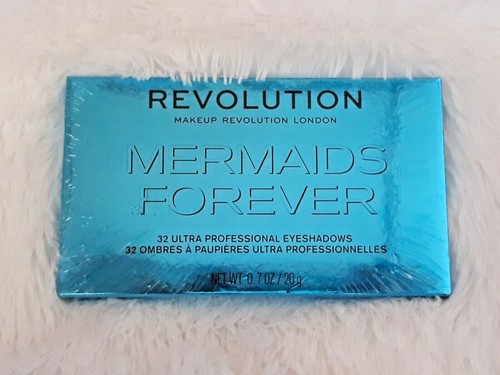 REVOLUTION
MAKEUP REVOLUTION LONDON
MERMAIDS
FOREVER
32 ULTRA PROFESSIONAL EYESHADOWS
32 OMBRES À PAUPIÈRES ULTRA PROFESSIONNELLES
NET WT. 0.7 OZ / 20 g